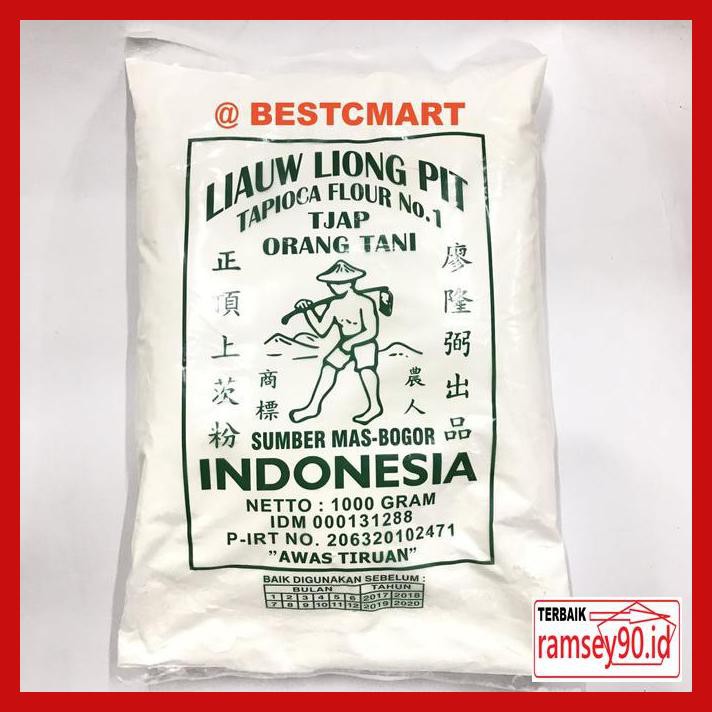 @ BESTCMART
LIAUW LIONG PIT
TAPIOCA FLOUR No.1
TJAP
ORANG TANI
正頂上茨粉
商標
農人
廖隆弼出品
SUMBER MAS-BOGOR
INDONESIA
NETTO : 1000 GRAM
IDM 000131288
P-IRT NO. 206320102471
"AWAS TIRUAN"
BAIK DIGUNAKAN SEBELUM :
BULAN TAHUN
1 2 3 4 5 6 2017 2018
7 8 9 10 11 12 2019 2020
TERBAIK
ramsey90.id